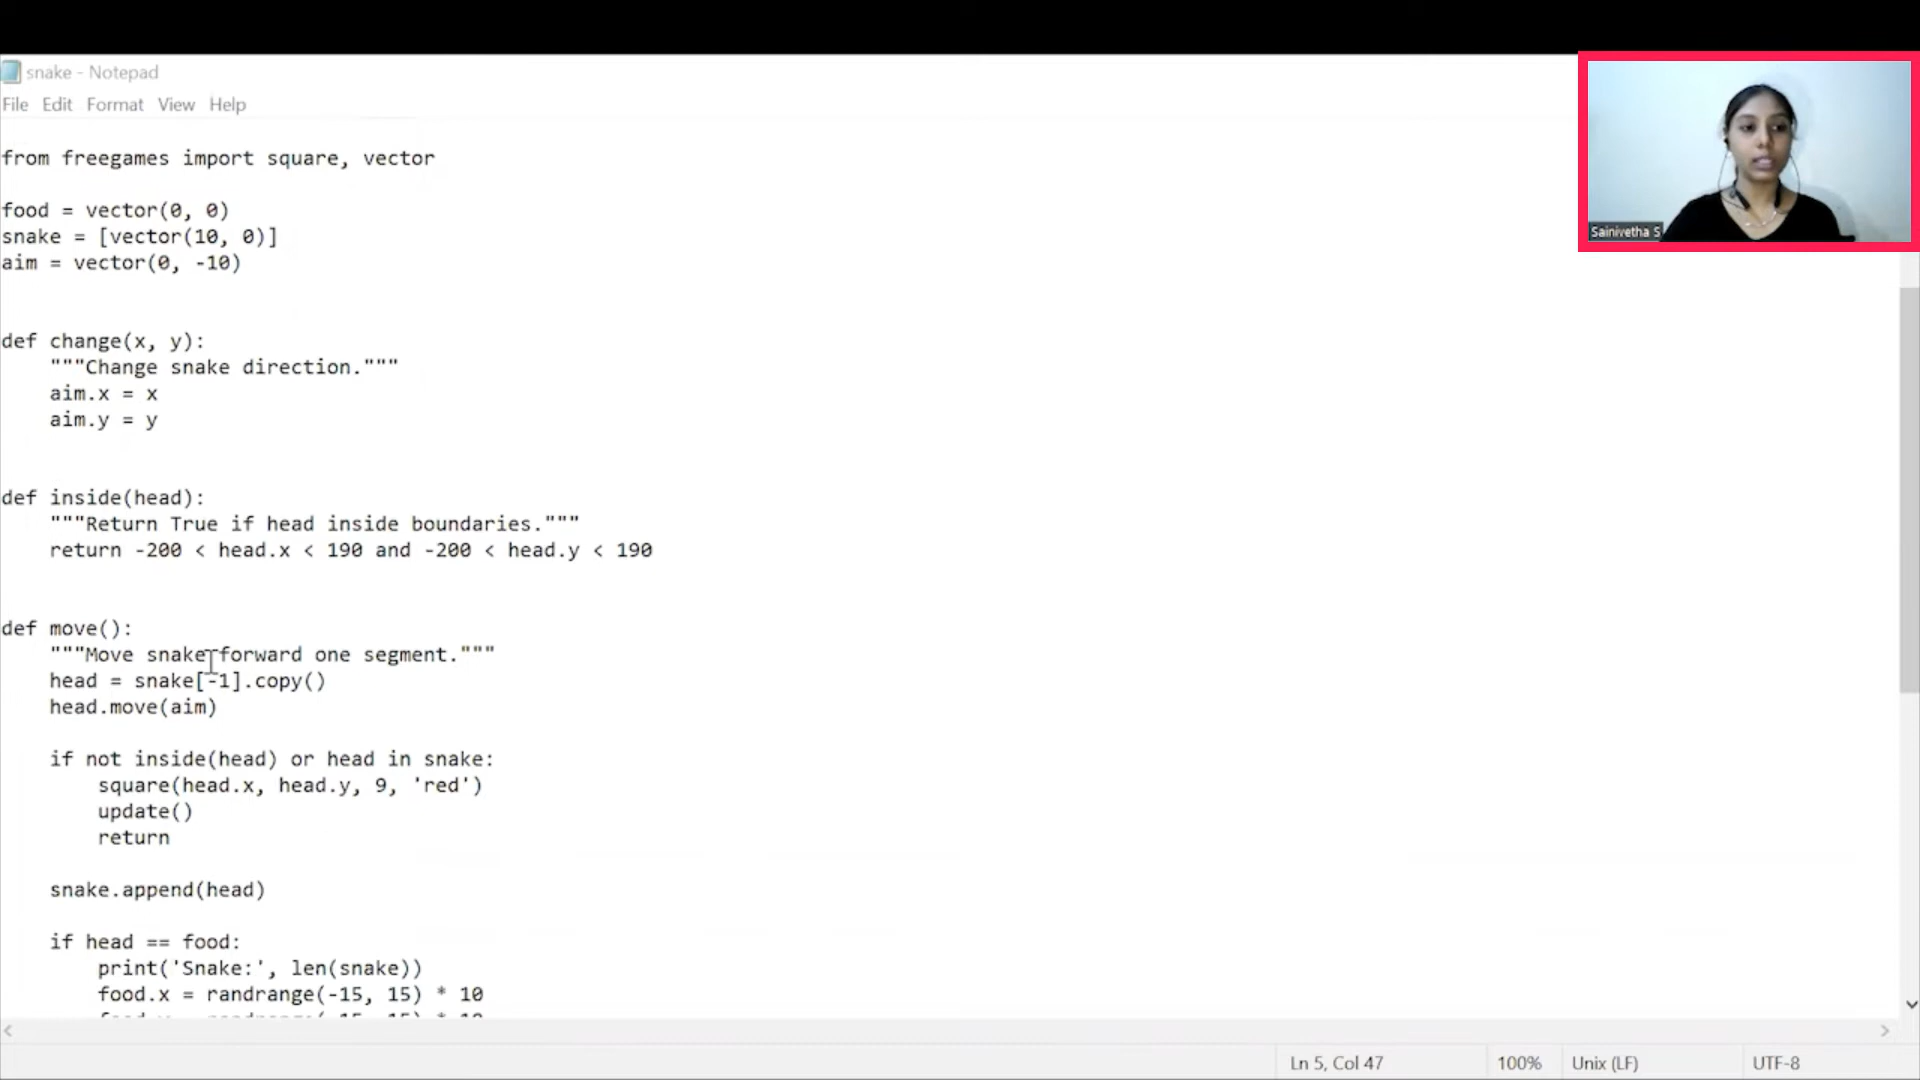 snake - Notepad
File Edit Format View Help
from freegames import square, vector
food = vector(0, 0)
snake = [vector(10, 0)]
aim = vector(0, -10)
def change(x, y):
"""Change snake direction."""
aim.x = x
aim.y = y
def inside(head):
"""Return True if head inside boundaries."""
return -200 < head.x < 190 and -200 < head.y < 190
def move():
"""Move snake forward one segment."""
head = snake[-1].copy()
head.move(aim)
if not inside(head) or head in snake:
square(head.x, head.y, 9, 'red')
update()
return
snake.append(head)
if head == food:
print('Snake:', len(snake))
food.x = randrange(-15, 15) * 10
Sainivetha S
Ln 5, Col 47
100%
Unix (LF)
UTF-8